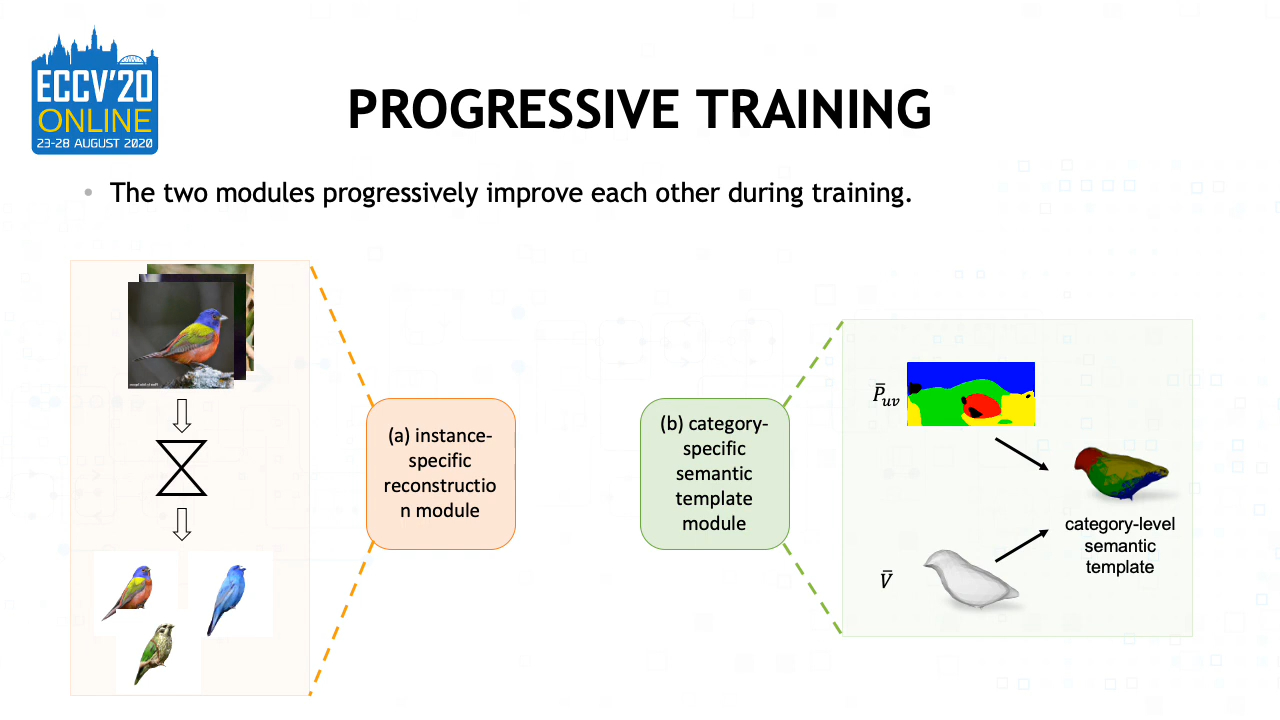 ECCV'20
ONLINE
23-28 AUGUST 2020
PROGRESSIVE TRAINING
• The two modules progressively improve each other during training.
(a) instance-
specific
reconstructio
n module
(b) category-
specific
semantic
template
module
P̄uv
V̄
category-level
semantic
template